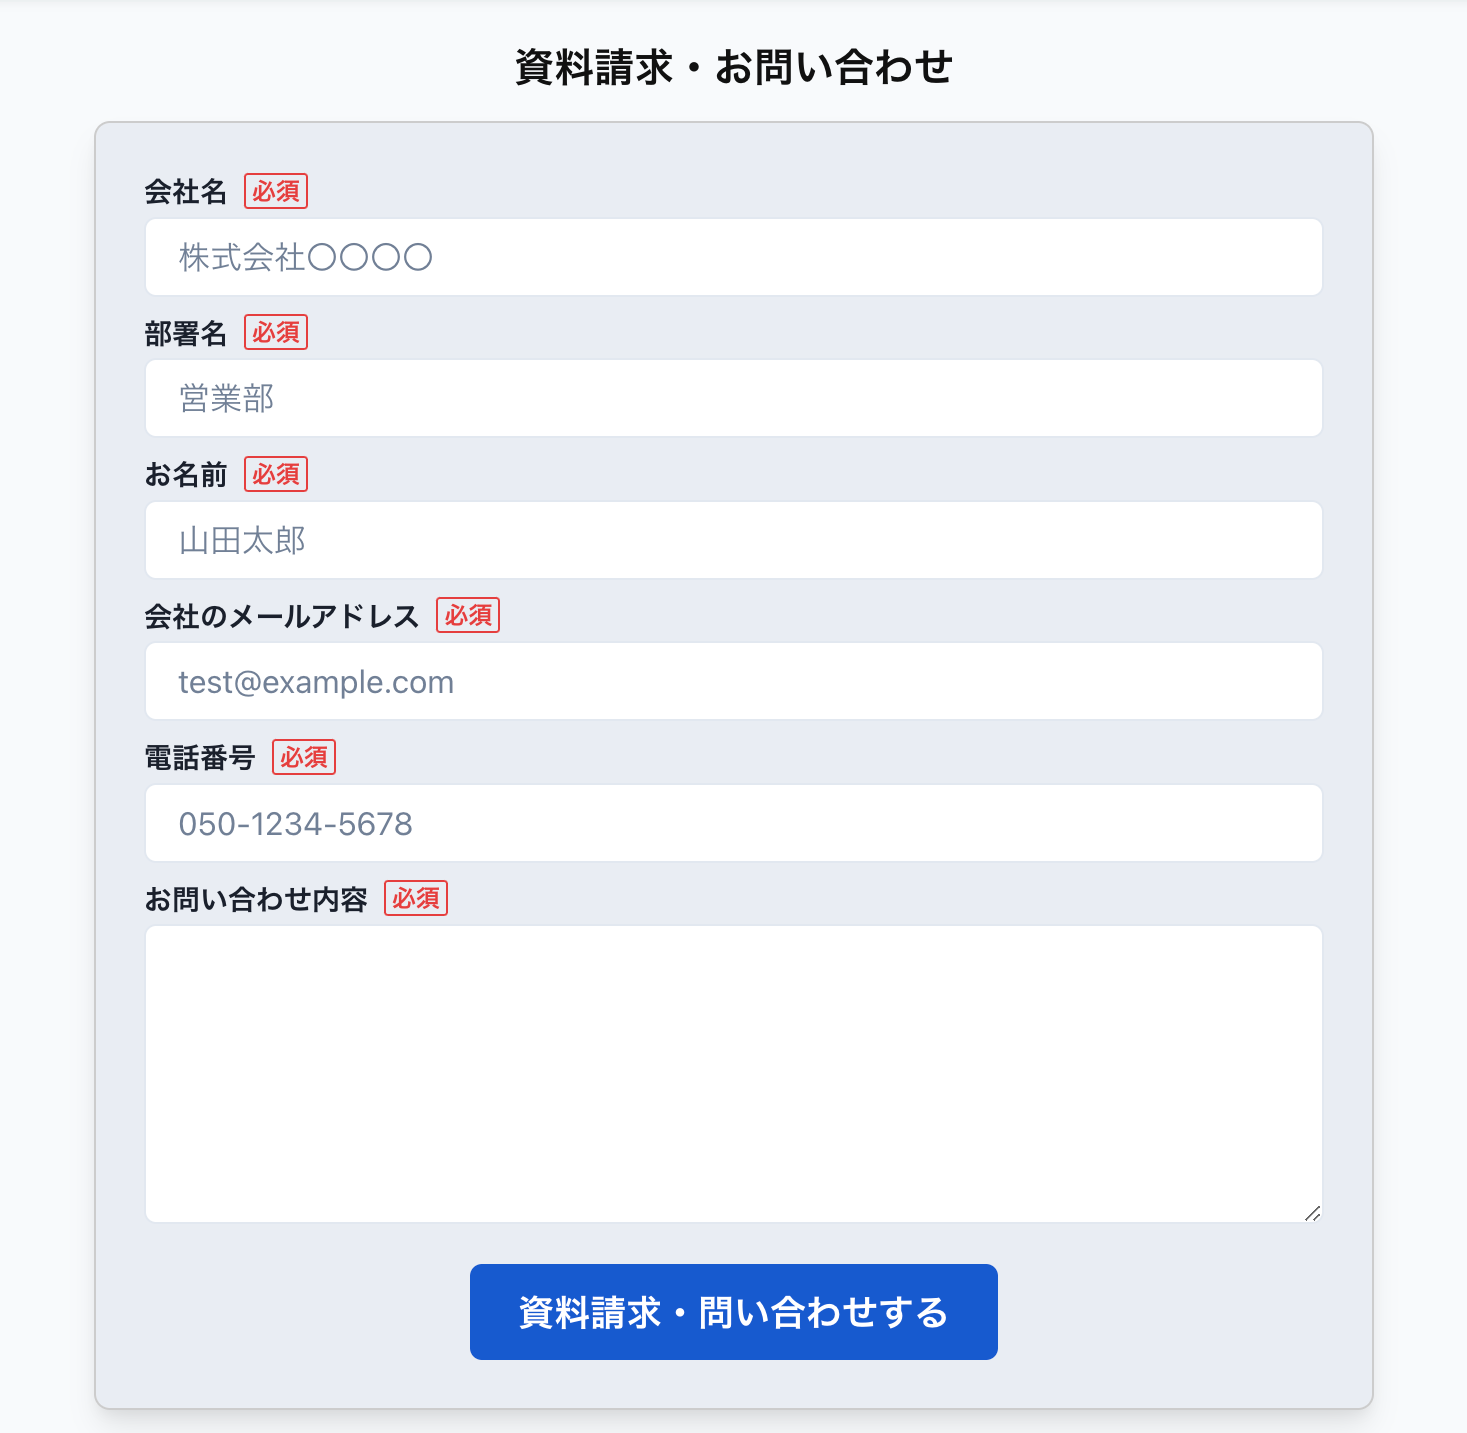 資料請求・お問い合わせ
会社名 必須
株式会社〇〇〇〇
部署名 必須
営業部
お名前 必須
山田太郎
会社のメールアドレス 必須
test@example.com
電話番号 必須
050-1234-5678
お問い合わせ内容 必須
資料請求・問い合わせする